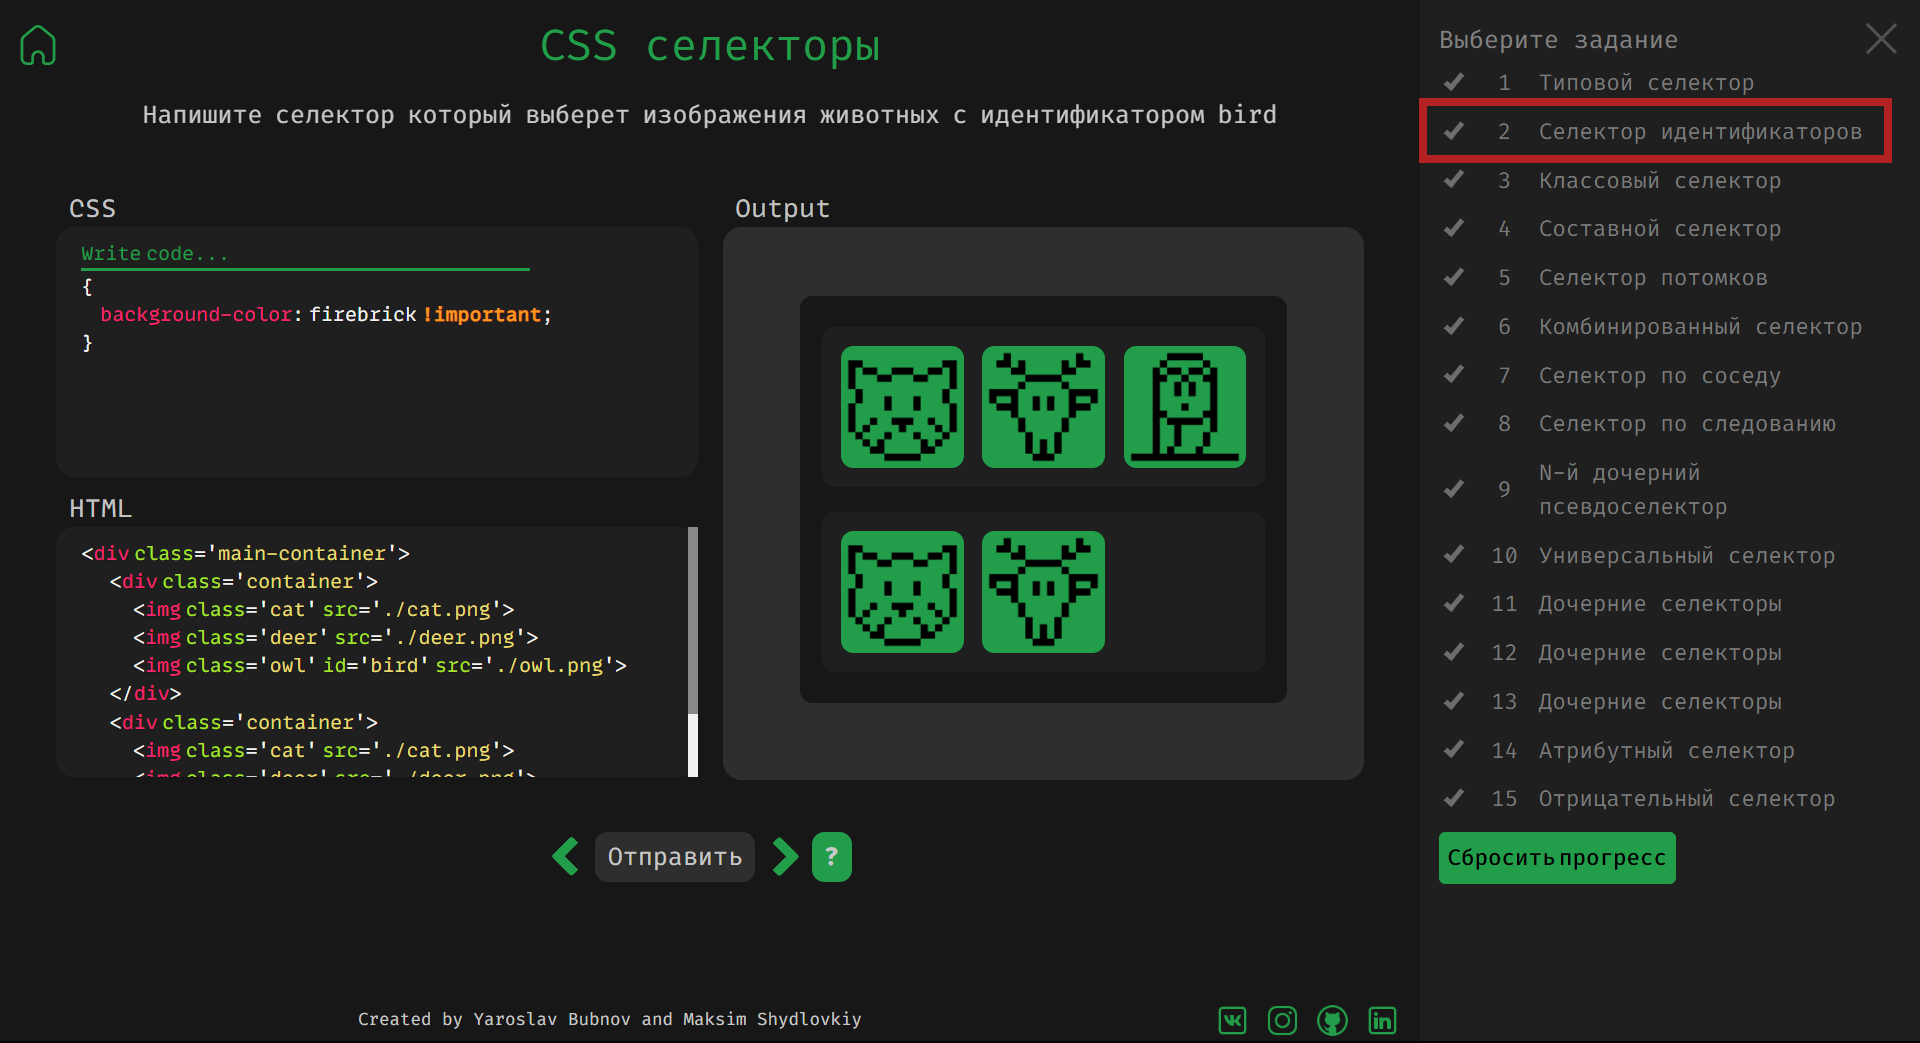 CSS селекторы
Напишите селектор который выберет изображения животных с идентификатором bird
CSS
Write code...
{
background-color: firebrick !important;
}
HTML
<div class='main-container'>
<div class='container'>
<img class='cat' src='./cat.png'>
<img class='deer' src='./deer.png'>
<img class='owl' id='bird' src='./owl.png'>
</div>
<div class='container'>
<img class='cat' src='./cat.png'>
<img class='deer' src='./deer.png'>
Output
Отправить
?
Created by Yaroslav Bubnov and Maksim Shydlovkiy
Выберите задание
1 Типовой селектор
2 Селектор идентификаторов
3 Классовый селектор
4 Составной селектор
5 Селектор потомков
6 Комбинированный селектор
7 Селектор по соседу
8 Селектор по следованию
9 N-й дочерний
псевдоселектор
10 Универсальный селектор
11 Дочерние селекторы
12 Дочерние селекторы
13 Дочерние селекторы
14 Атрибутный селектор
15 Отрицательный селектор
Сбросить прогресс